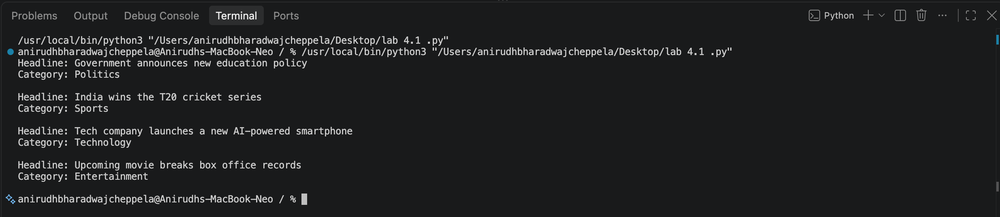 Problems Output Debug Console Terminal Ports Python
/usr/local/bin/python3 "/Users/anirudhbharadwajcheppela/Desktop/lab 4.1 .py"
anirudhbharadwajcheppela@Anirudhs-MacBook-Neo / % /usr/local/bin/python3 "/Users/anirudhbharadwajcheppela/Desktop/lab 4.1 .py"
Headline: Government announces new education policy
Category: Politics
Headline: India wins the T20 cricket series
Category: Sports
Headline: Tech company launches a new AI-powered smartphone
Category: Technology
Headline: Upcoming movie breaks box office records
Category: Entertainment
anirudhbharadwajcheppela@Anirudhs-MacBook-Neo / %